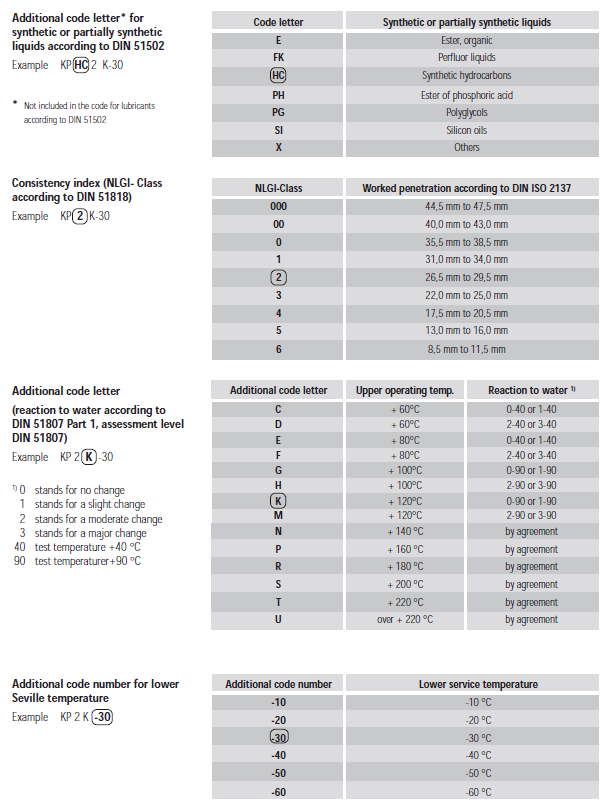 Additional code letter* for
synthetic or partially synthetic
liquids according to DIN 51502
Example KP HC 2 K-30
* Not included in the code for lubricants
according to DIN 51502
Code letter Synthetic or partially synthetic liquids
E Ester, organic
FK Perfluor liquids
HC Synthetic hydrocarbons
PH Ester of phosphoric acid
PG Polyglycols
SI Silicon oils
X Others
Consistency index (NLGI- Class
according to DIN 51818)
Example KP 2 K-30
NLGI-Class Worked penetration according to DIN ISO 2137
000 44,5 mm to 47,5 mm
00 40,0 mm to 43,0 mm
0 35,5 mm to 38,5 mm
1 31,0 mm to 34,0 mm
2 26,5 mm to 29,5 mm
3 22,0 mm to 25,0 mm
4 17,5 mm to 20,5 mm
5 13,0 mm to 16,0 mm
6 8,5 mm to 11,5 mm
Additional code letter
(reaction to water according to
DIN 51807 Part 1, assessment level
DIN 51807)
Example KP 2 K -30
1) 0 stands for no change
1 stands for a slight change
2 stands for a moderate change
3 stands for a major change
40 test temperature +40 °C
90 test temperaturer+90 °C
Additional code letter Upper operating temp. Reaction to water 1)
C + 60°C 0-40 or 1-40
D + 60°C 2-40 or 3-40
E + 80°C 0-40 or 1-40
F + 80°C 2-40 or 3-40
G + 100°C 0-90 or 1-90
H + 100°C 2-90 or 3-90
K + 120°C 0-90 or 1-90
M + 120°C 2-90 or 3-90
N + 140 °C by agreement
P + 160 °C by agreement
R + 180 °C by agreement
S + 200 °C by agreement
T + 220 °C by agreement
U over + 220 °C by agreement
Additional code number for lower
Seville temperature
Example KP 2 K -30
Additional code number Lower service temperature
-10 -10 °C
-20 -20 °C
-30 -30 °C
-40 -40 °C
-50 -50 °C
-60 -60 °C